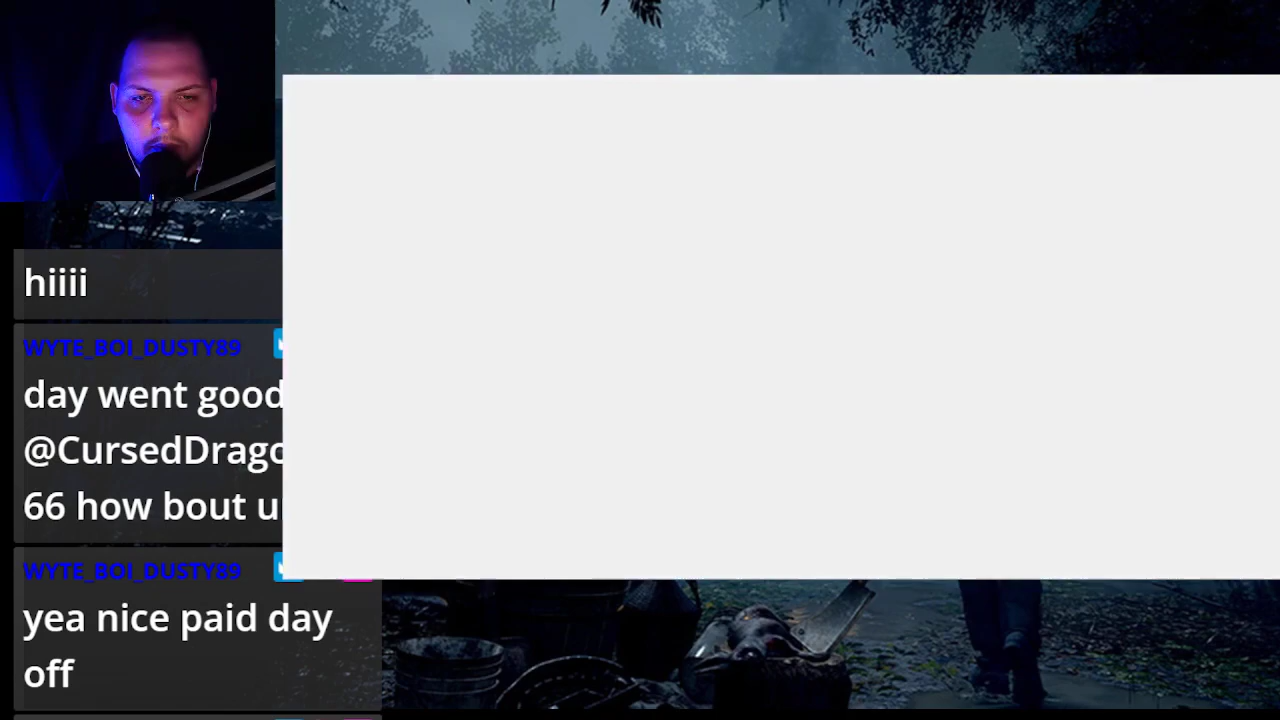 hiiii
WYTE_BOI_DUSTY89
day went good
@CursedDrago
66 how bout u
WYTE_BOI_DUSTY89
yea nice paid day
off